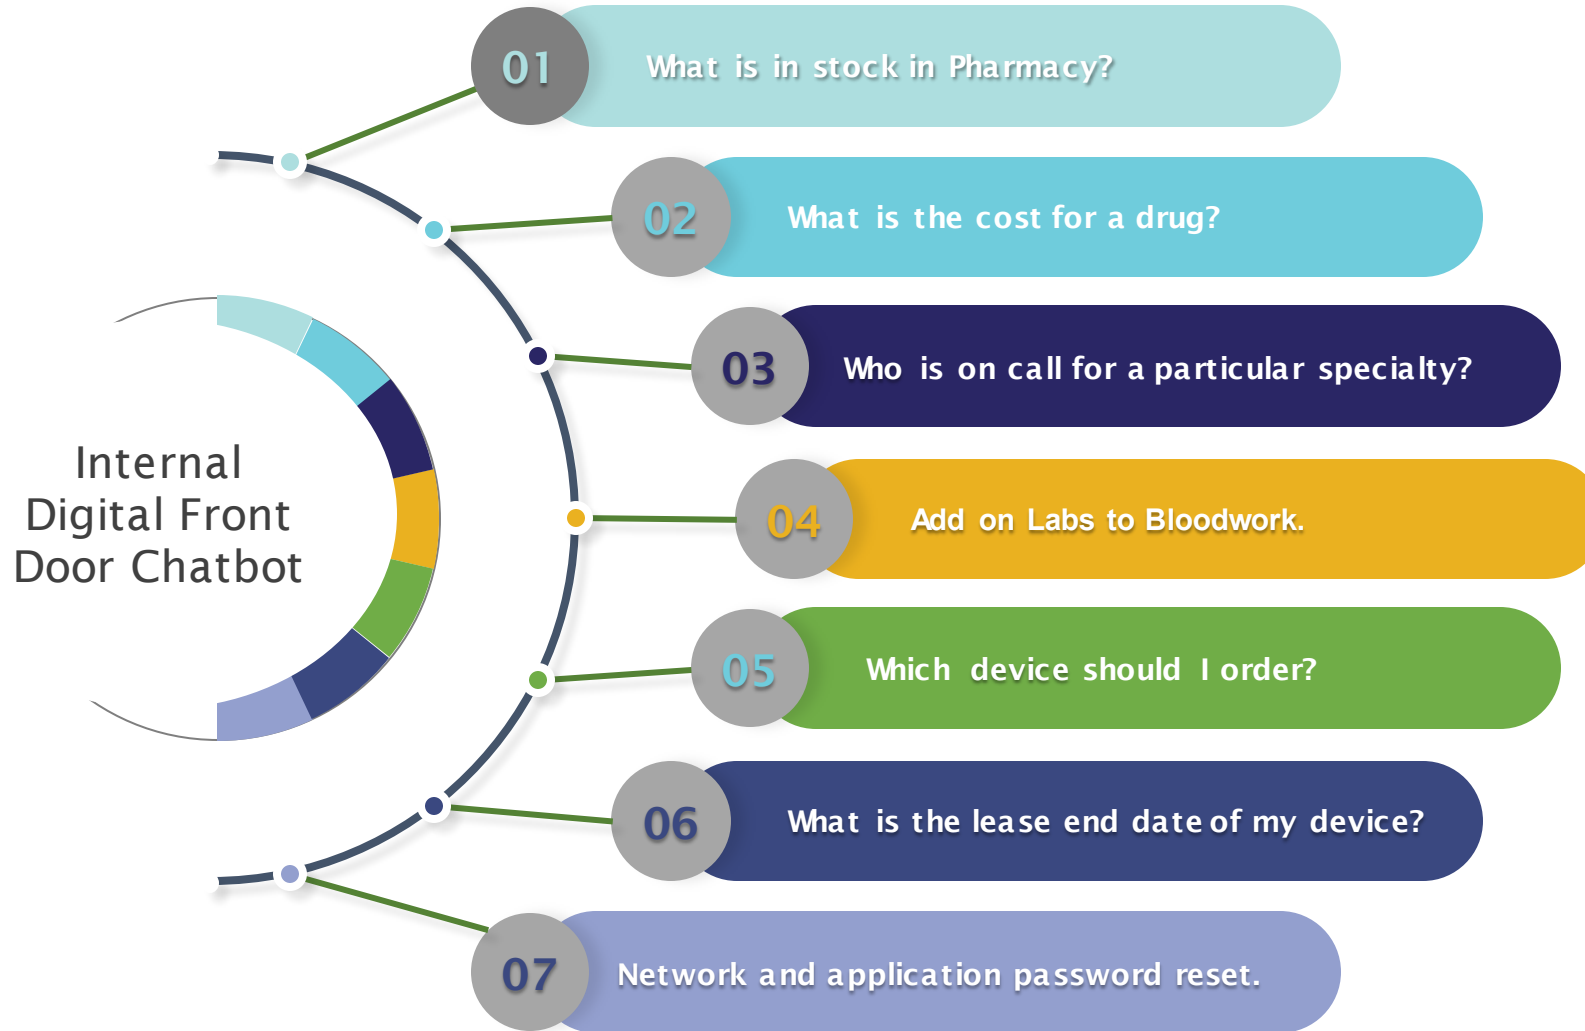 01
What is in stock in Pharmacy?
02
What is the cost for a drug?
03
Who is on call for a particular specialty?
Internal
Digital Front
Door Chatbot
04
Add on Labs to Bloodwork.
05
Which device should I order?
06
What is the lease end date of my device?
07
Network and application password reset.